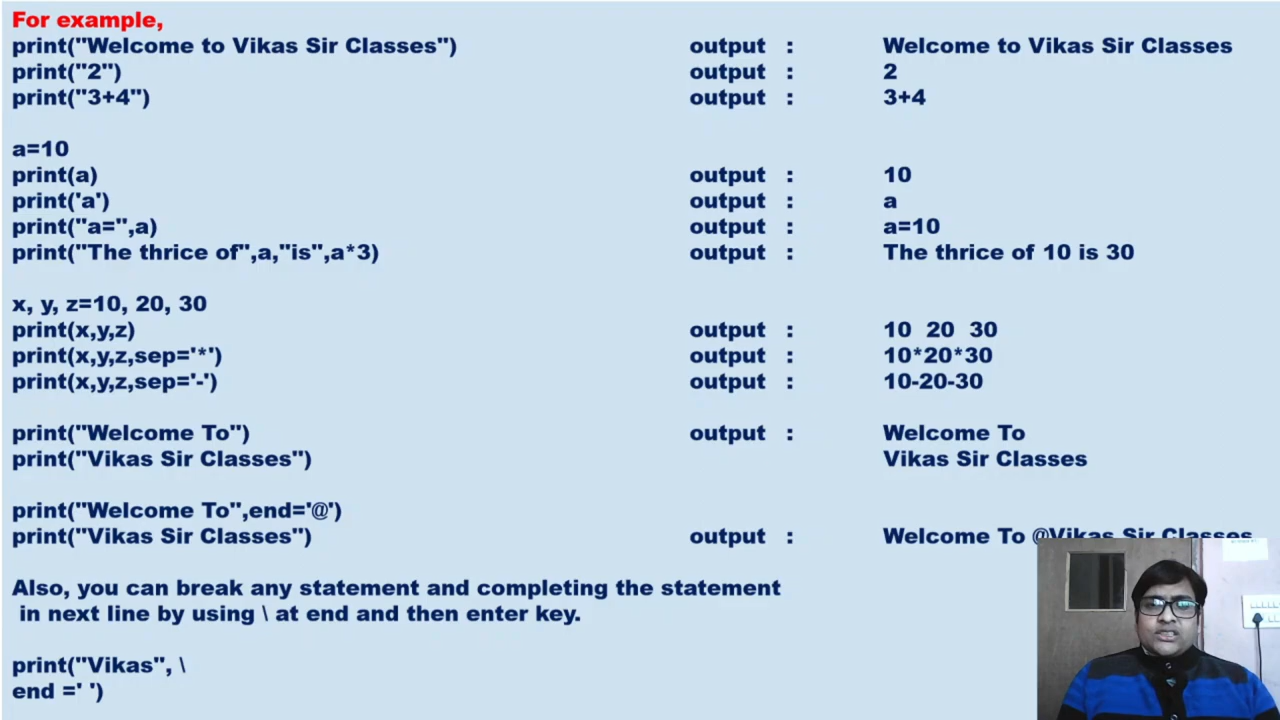 For example,
print("Welcome to Vikas Sir Classes") output : Welcome to Vikas Sir Classes
print("2") output : 2
print("3+4") output : 3+4
a=10
print(a) output : 10
print('a') output : a
print("a=",a) output : a=10
print("The thrice of",a,"is",a*3) output : The thrice of 10 is 30
x, y, z=10, 20, 30
print(x,y,z) output : 10 20 30
print(x,y,z,sep='*') output : 10*20*30
print(x,y,z,sep='-') output : 10-20-30
print("Welcome To") output : Welcome To
print("Vikas Sir Classes") Vikas Sir Classes
print("Welcome To",end='@')
print("Vikas Sir Classes") output : Welcome To @Vikas Sir Classes
Also, you can break any statement and completing the statement
in next line by using \ at end and then enter key.
print("Vikas", \
end =' ')